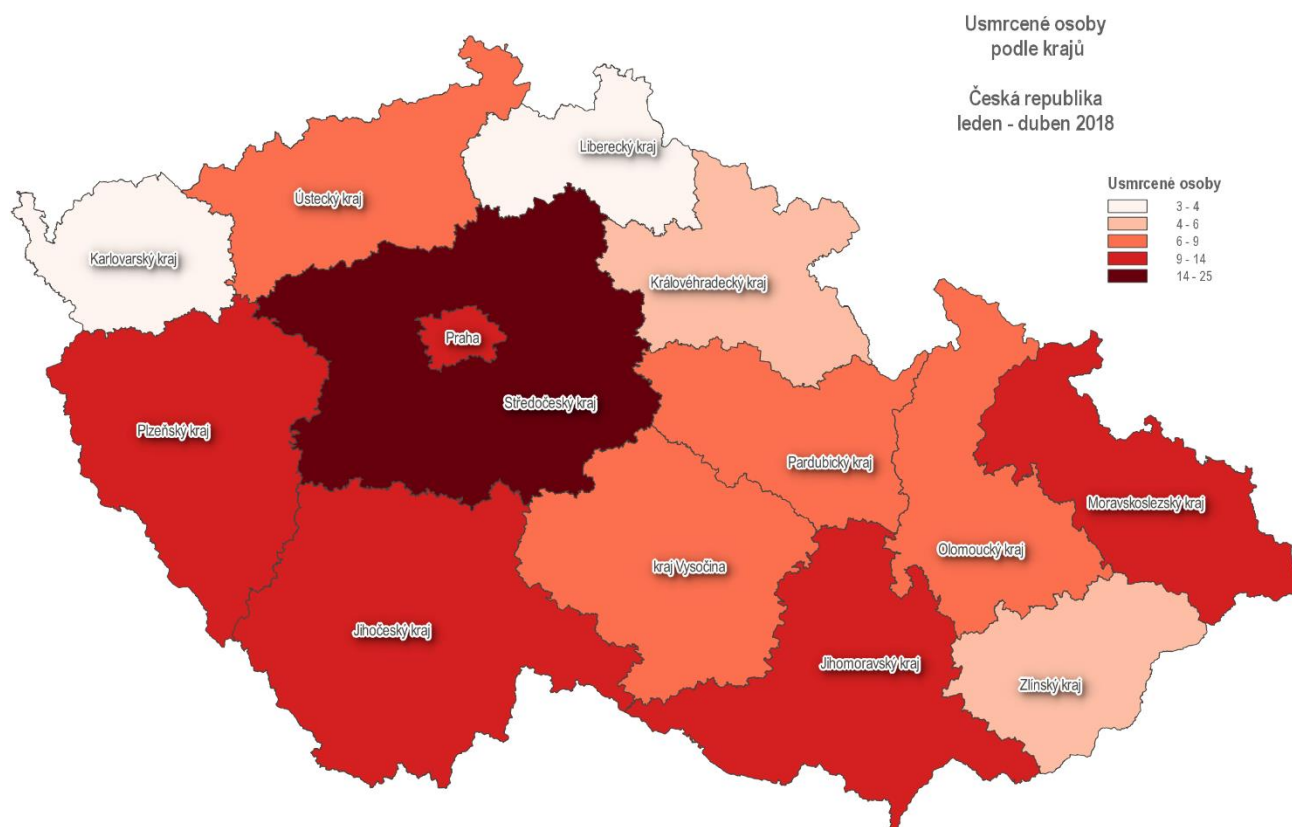 Usmrcené osoby
podle krajů
Česká republika
leden - duben 2018
Usmrcené osoby
3 - 4
4 - 6
6 - 9
9 - 14
14 - 25
Liberecký kraj
Ústecký kraj
Karlovarský kraj
Královéhradecký kraj
Praha
Středočeský kraj
Plzeňský kraj
Pardubický kraj
Moravskoslezský kraj
Olomoucký kraj
kraj Vysočina
Jihočeský kraj
Jihomoravský kraj
Zlínský kraj